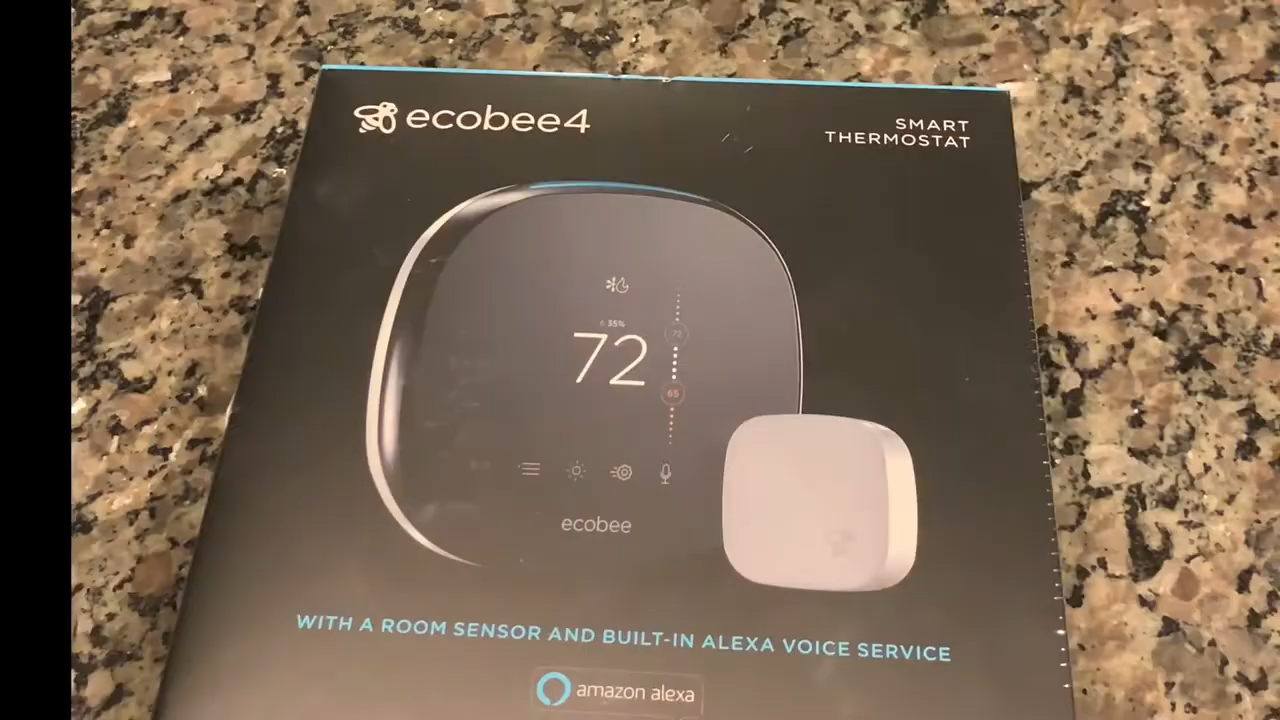 ecobee4
SMART
THERMOSTAT
35%
72
72
65
ecobee
WITH A ROOM SENSOR AND BUILT-IN ALEXA VOICE SERVICE
amazon alexa